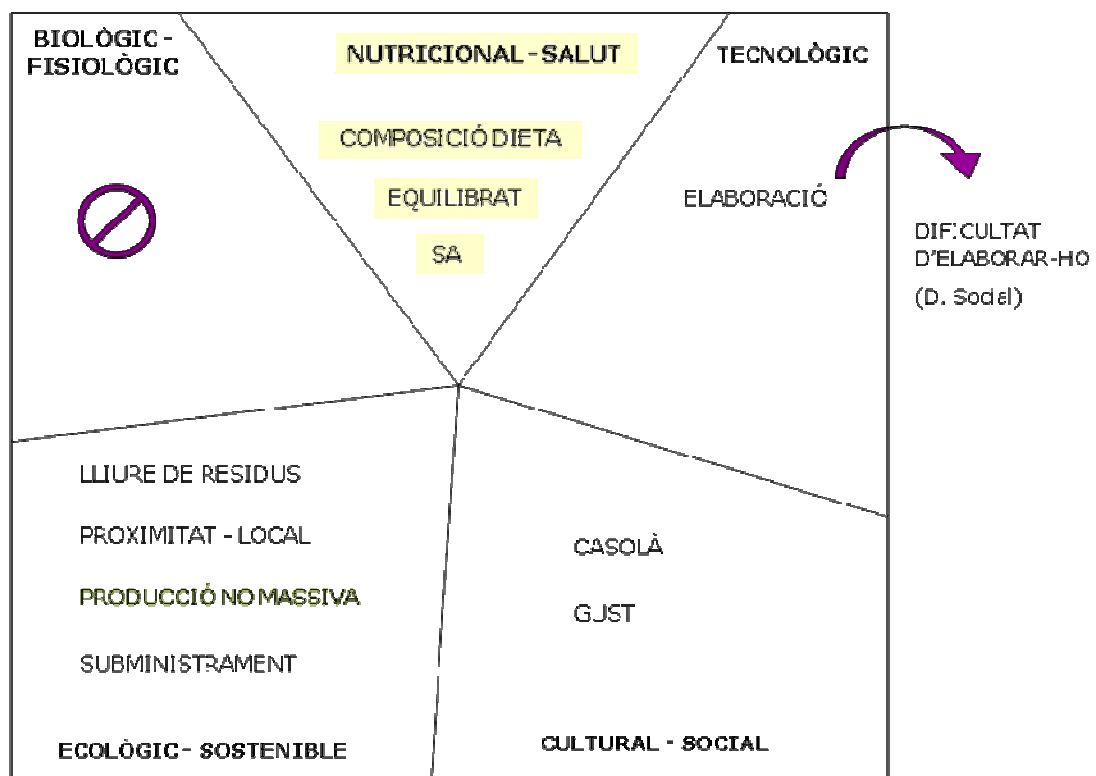 BIOLÒGIC -
FISIOLÒGIC
NUTRICIONAL - SALUT
COMPOSICIÓ DIETA
EQUILIBRAT
SA
TECNOLÒGIC
ELABORACIÓ
DIFICULTAT
D'ELABORAR-HO
(D. Social)
LLIURE DE RESIDUS
PROXIMITAT - LOCAL
PRODUCCIÓ NO MASSIVA
SUBMINISTRAMENT
ECOLÒGIC - SOSTENIBLE
CASOLÀ
GUST
CULTURAL - SOCIAL